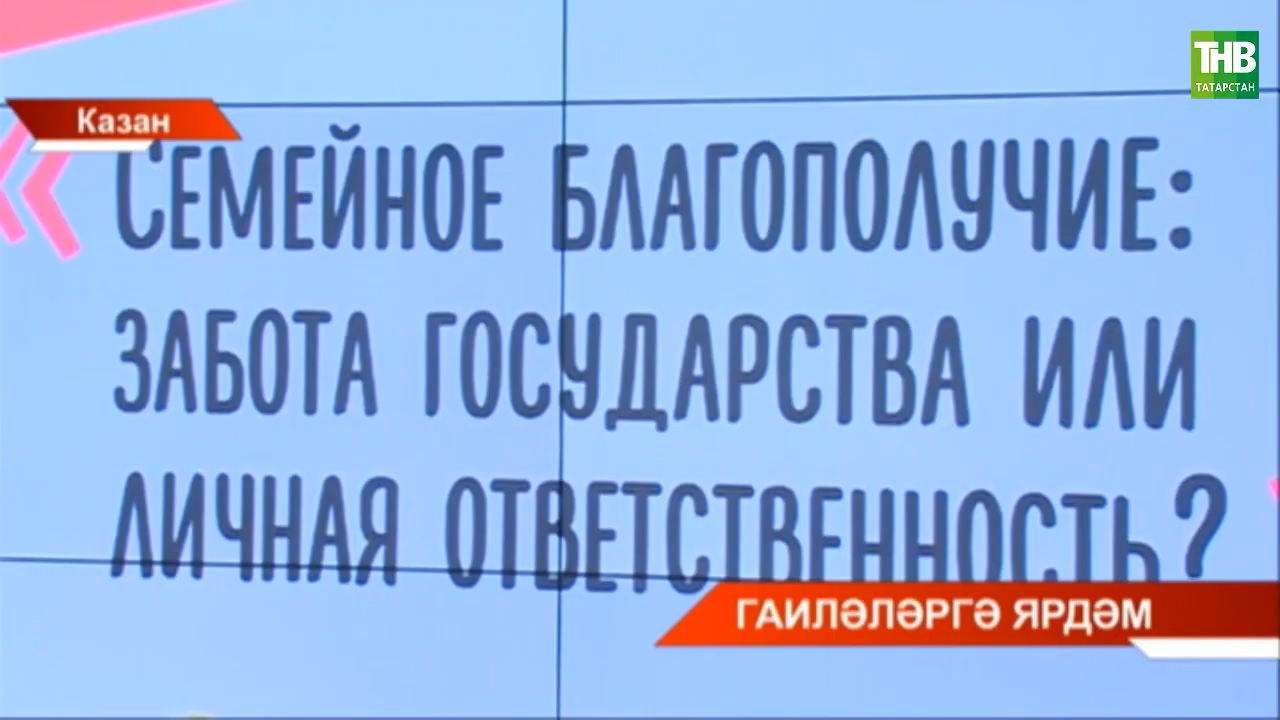 ТНВ
ТАТАРСТАН
Казан
СЕМЕЙНОЕ БЛАГОПОЛУЧИЕ:
ЗАБОТА ГОСУДАРСТВА ИЛИ
ЛИЧНАЯ ОТВЕТСТВЕННОСТЬ?
ГАИЛӘЛӘРГӘ ЯРДӘМ